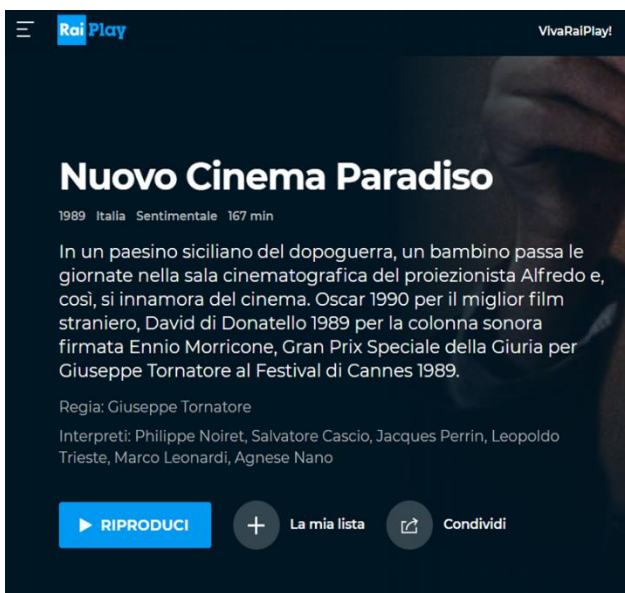 Rai Play
VivaRaiPlay!
Nuovo Cinema Paradiso
1989 Italia Sentimentale 167 min
In un paesino siciliano del dopoguerra, un bambino passa le
giornate nella sala cinematografica del proiezionista Alfredo e,
così, si innamora del cinema. Oscar 1990 per il miglior film
straniero, David di Donatello 1989 per la colonna sonora
firmata Ennio Morricone, Gran Prix Speciale della Giuria per
Giuseppe Tornatore al Festival di Cannes 1989.
Regia: Giuseppe Tornatore
Interpreti: Philippe Noiret, Salvatore Cascio, Jacques Perrin, Leopoldo
Trieste, Marco Leonardi, Agnese Nano
RIPRODUCI
La mia lista
Condividi